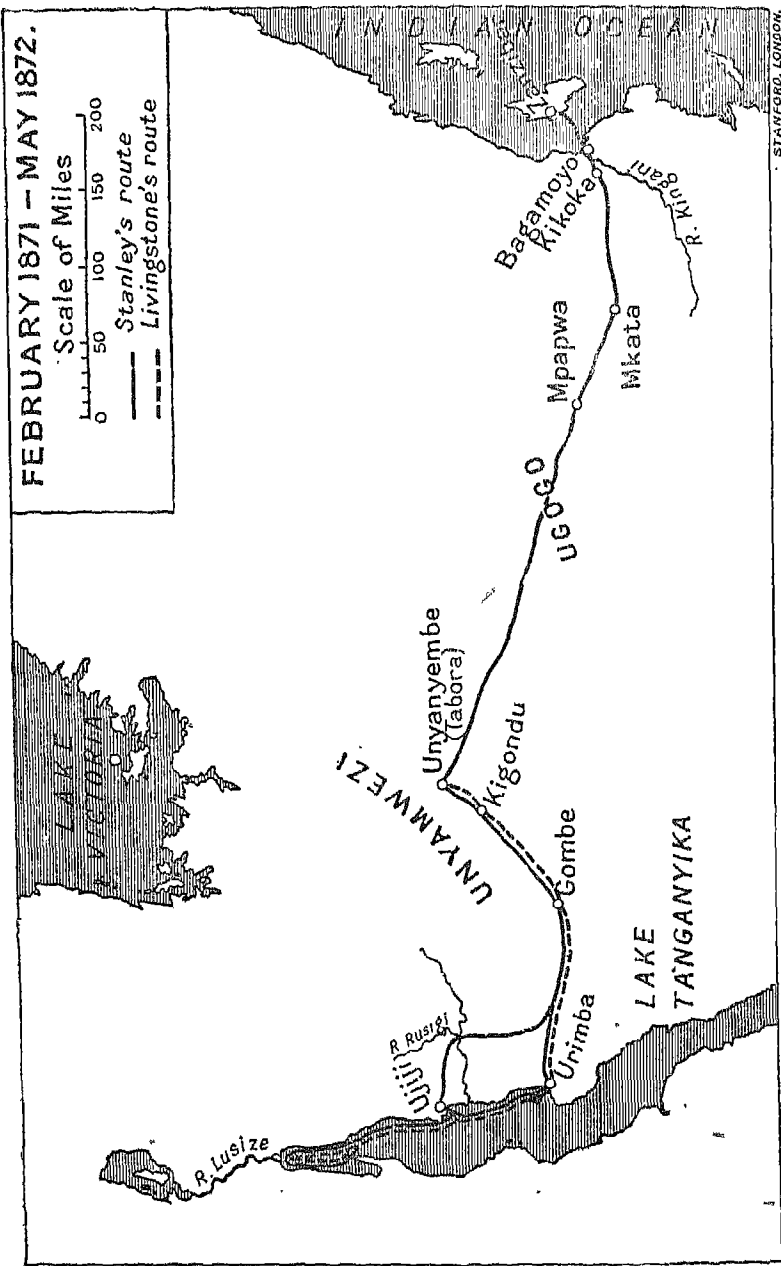 FEBRUARY 1871 – MAY 1872.
Scale of Miles
0 50 100 150 200
Stanley's route
Livingstone's route
INDIAN OCEAN
Zanzibar
LAKE
VICTORIA
Bagamoyo
Kikoka
R. Kingani
Mpapwa
Mkata
UGOGO
Unyanyembe
(Tabora)
UNYAMWEZI
Kigondu
Gombe
R. Lusize
Ujiji
R Rusigi
Urimba
LAKE
TANGANYIKA
STANFORD, LONDON.